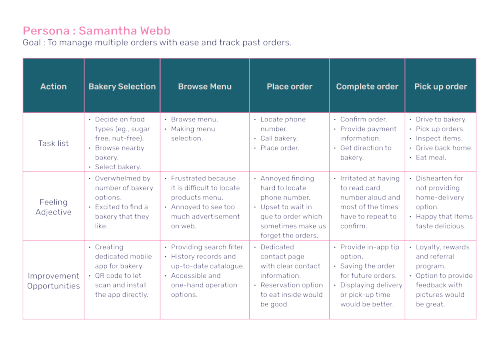 Persona : Samantha Webb
Goal : To manage multiple orders with ease and track past orders.
Action
Bakery Selection
Browse Menu
Place order
Complete order
Pick up order
Task list
• Decide on food
types (eg., sugar
free, nut-free).
• Browse nearby
bakery.
• Select bakery.
• Browse menu.
• Making menu
selection.
• Locate phone
number
• Call bakery.
• Place order.
• Confirm order.
• Provide payment
information.
• Get direction to
bakery.
• Drive to bakery.
• Pick up orders.
• Inspect items.
• Drive back home.
• Eat meal.
Feeling
Adjective
• Overwhelmed by
number of bakery
options.
• Excited to find a
bakery that they
like.
• Frustrated because
it is difficult to locate
products menu.
• Annoyed to see too
much advertisement
on web.
• Annoyed finding
hard to locate
phone number.
• Upset to wait in
que to order which
sometimes make us
forget the orders.
• Irritated at having
to read card
number aloud and
most of the times
have to repeat to
confirm.
• Dishearten for
not providing
home-delivery
option.
• Happy that Items
taste delicious.
Improvement
Opportunities
• Creating
dedicated mobile
app for bakery.
• QR code to let
scan and install
the app directly.
• Providing search filter
• History records and
up-to-date catalogue.
• Accessible and
one-hand operation
options.
• Dedicated
contact page
with clear contact
information.
• Reservation option
to eat inside would
be good.
• Provide in-app tip
option.
• Saving the order
for future orders.
• Displaying delivery
or pick-up time
would be better.
• Loyalty, rewards
and referral
program.
• Option to provide
feedback with
pictures would
be great.